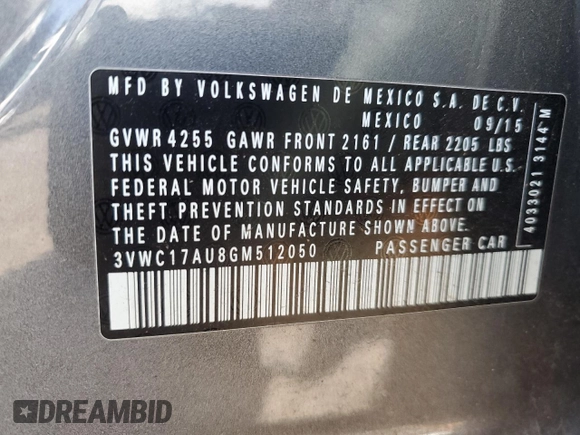 MFD BY VOLKSWAGEN DE MEXICO S.A. DE C.V.
MEXICO 09/15
GVWR 4255 GAWR FRONT 2161 / REAR 2205 LBS
THIS VEHICLE CONFORMS TO ALL APPLICABLE U.S.
FEDERAL MOTOR VEHICLE SAFETY, BUMPER AND
THEFT PREVENTION STANDARDS IN EFFECT ON
THE DATE OF MANUFACTURE SHOWN ABOVE.
3VWC17AU8GM512050 PASSENGER CAR
4033021 3144 M
DREAMBID